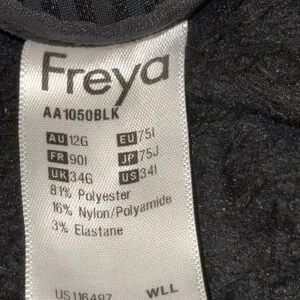 Freya
AA1050BLK
AU 12G EU 75I
FR 90I JP 75J
UK 34G US 34I
81% Polyester
16% Nylon/Polyamide
3% Elastane
US116497 WLL